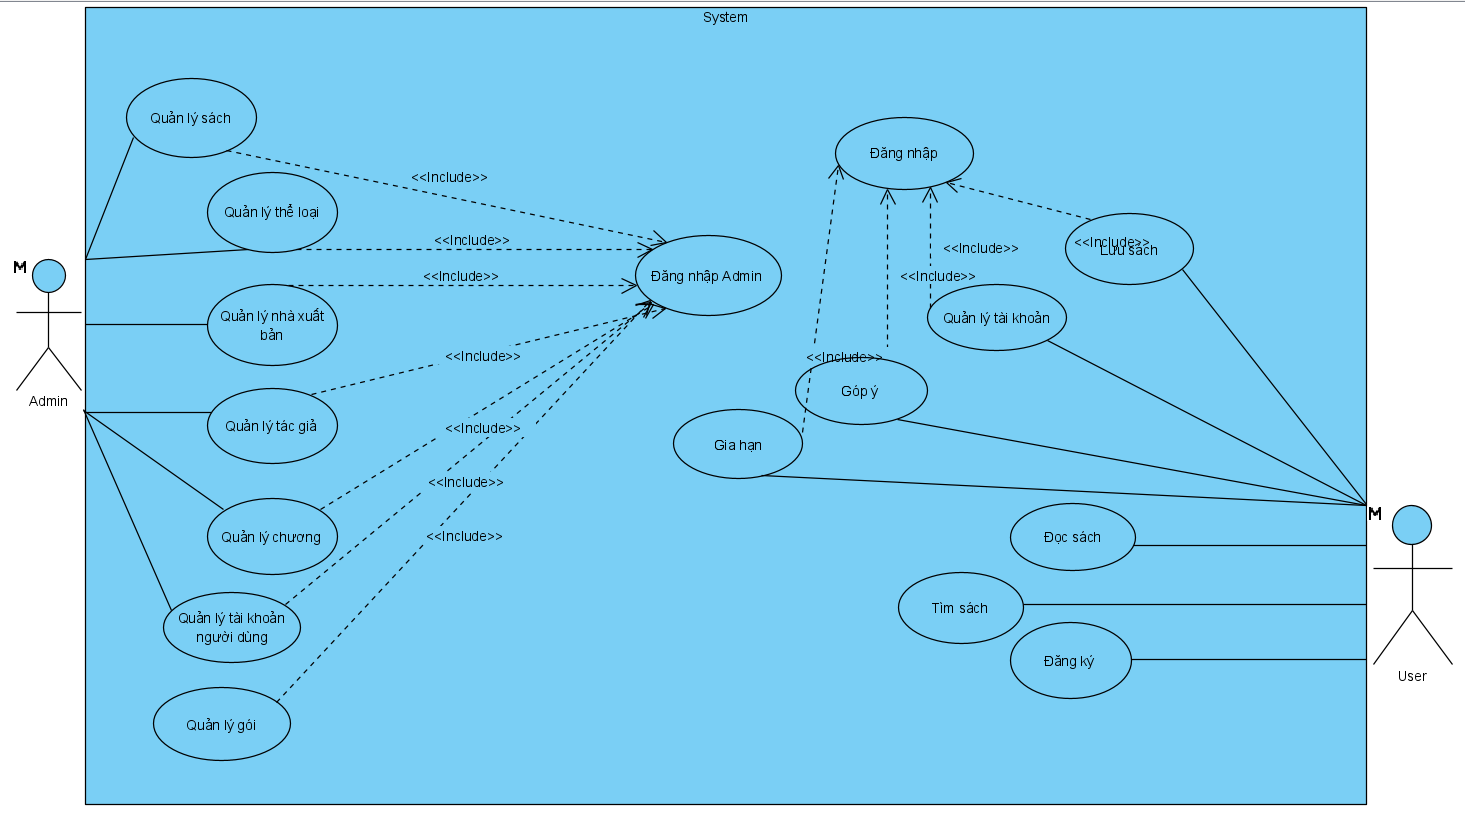 System
Quản lý sách
Đăng nhập
<<Include>>
Quản lý thể loại
<<Include>>
<<Include>>
<<Include>>
Lưu sách
M
Admin
<<Include>>
Đăng nhập Admin
<<Include>>
Quản lý nhà xuất
bản
Quản lý tài khoản
<<Include>>
<<Include>>
Góp ý
Quản lý tác giả
<<Include>>
Gia hạn
<<Include>>
M
User
Quản lý chương
<<Include>>
Đọc sách
Tìm sách
Quản lý tài khoản
người dùng
Đăng ký
Quản lý gói